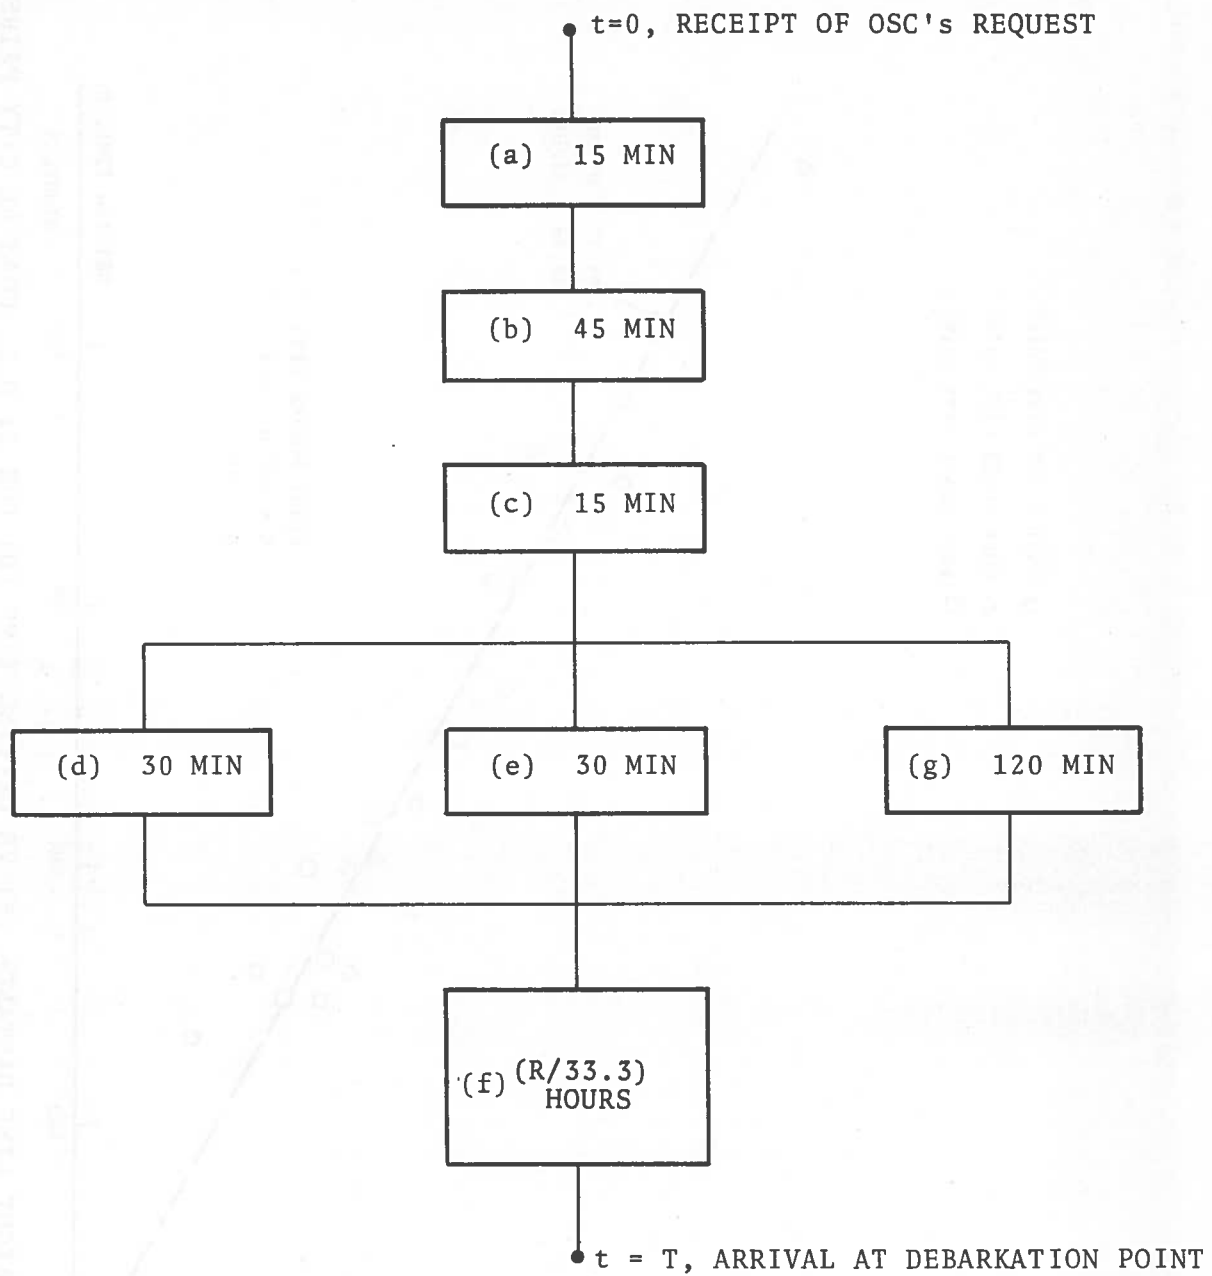 t=0, RECEIPT OF OSC's REQUEST
(a) 15 MIN
(b) 45 MIN
(c) 15 MIN
(d) 30 MIN
(e) 30 MIN
(g) 120 MIN
(f) (R/33.3)
HOURS
t = T, ARRIVAL AT DEBARKATION POINT